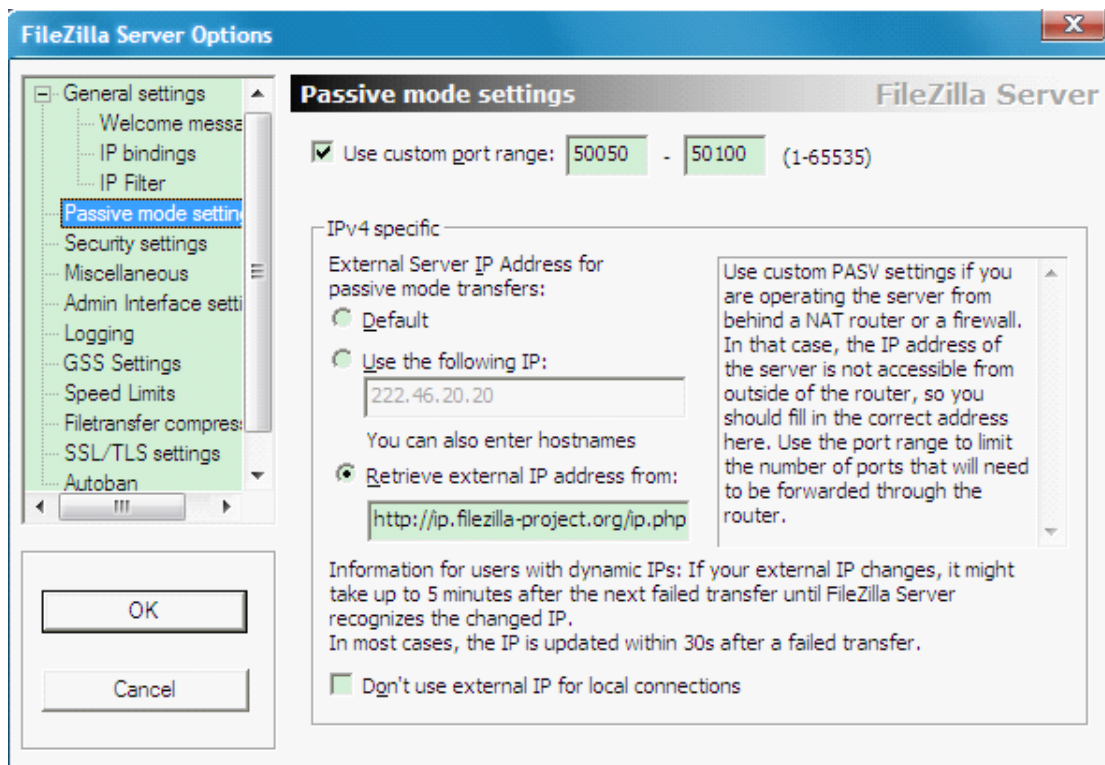 FileZilla Server Options
General settings
Welcome messa
IP bindings
IP Filter
Passive mode settin
Security settings
Miscellaneous
Admin Interface setti
Logging
GSS Settings
Speed Limits
Filetransfer compress
SSL/TLS settings
Autoban
OK
Cancel
Passive mode settings
FileZilla Server
Use custom port range: 50050 - 50100 (1-65535)
IPv4 specific
External Server IP Address for
passive mode transfers:
Default
Use the following IP:
222.46.20.20
You can also enter hostnames
Retrieve external IP address from:
http://ip.filezilla-project.org/ip.php
Use custom PASV settings if you
are operating the server from
behind a NAT router or a firewall.
In that case, the IP address of
the server is not accessible from
outside of the router, so you
should fill in the correct address
here. Use the port range to limit
the number of ports that will need
to be forwarded through the
router.
Information for users with dynamic IPs: If your external IP changes, it might
take up to 5 minutes after the next failed transfer until FileZilla Server
recognizes the changed IP.
In most cases, the IP is updated within 30s after a failed transfer.
Don't use external IP for local connections